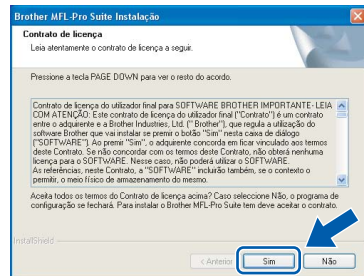 Brother MFL-Pro Suite Instalação
Contrato de licença
Leia atentamente o contrato de licença a seguir.
Pressione a tecla PAGE DOWN para ver o resto do acordo.
Contrato de licença do utilizador final para SOFTWARE BROTHER IMPORTANTE- LEIA
COM ATENÇÃO: Este contrato de licença do utilizador final ("Contrato") é um contrato
entre o adquirente e a Brother Industries, Ltd. (" Brother"), que regula a utilização do
software Brother que vai instalar se premir o botão "Sim" nesta caixa de diálogo
("SOFTWARE"). Ao premir "Sim", o adquirente concorda em ficar vinculado aos termos
deste Contrato. Se não concordar com os termos deste Contrato, não obterá nenhuma
licença para o SOFTWARE. Nesse caso, não poderá utilizar o SOFTWARE.
As referências, neste Contrato, a "SOFTWARE" incluirão também, se o contexto o
permitir, o meio físico de armazenamento do mesmo.
Aceita todos os termos do Contrato de licença acima? Caso seleccione Não, o programa de
configuração se fechará. Para instalar o Brother MFL-Pro Suite tem deve aceitar o contrato.
InstallShield
< Anterior
Sim
Não